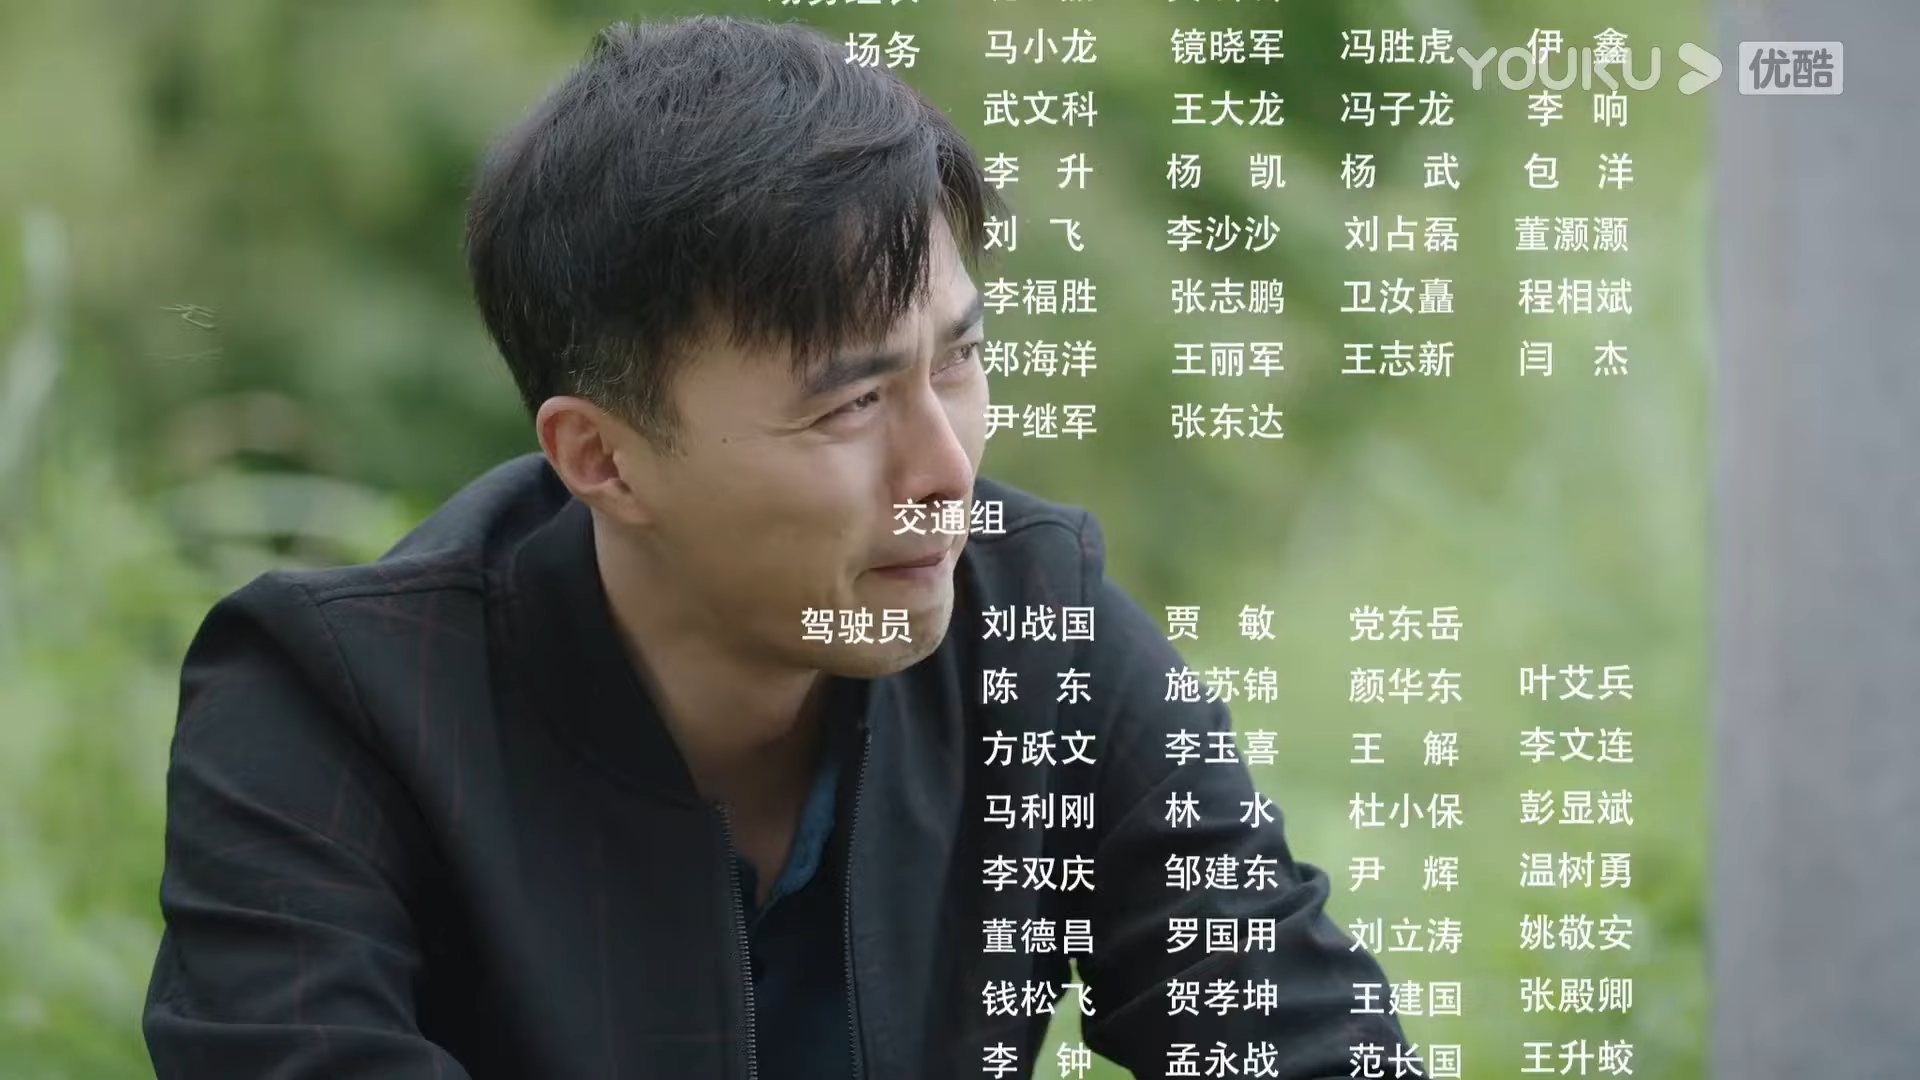 场务 马小龙 镜晓军 冯胜虎 伊 鑫
YOUKU 优酷
武文科 王大龙 冯子龙 李 响
李 升 杨 凯 杨 武 包 洋
刘 飞 李沙沙 刘占磊 董灏灏
李福胜 张志鹏 卫汝矗 程相斌
郑海洋 王丽军 王志新 闫 杰
尹继军 张东达
交通组
驾驶员 刘战国 贾 敏 党东岳
陈 东 施苏锦 颜华东 叶艾兵
方跃文 李玉喜 王 解 李文连
马利刚 林 水 杜小保 彭显斌
李双庆 邹建东 尹 辉 温树勇
董德昌 罗国用 刘立涛 姚敬安
钱松飞 贺孝坤 王建国 张殿卿
李 钟 孟永战 范长国 王升蛟